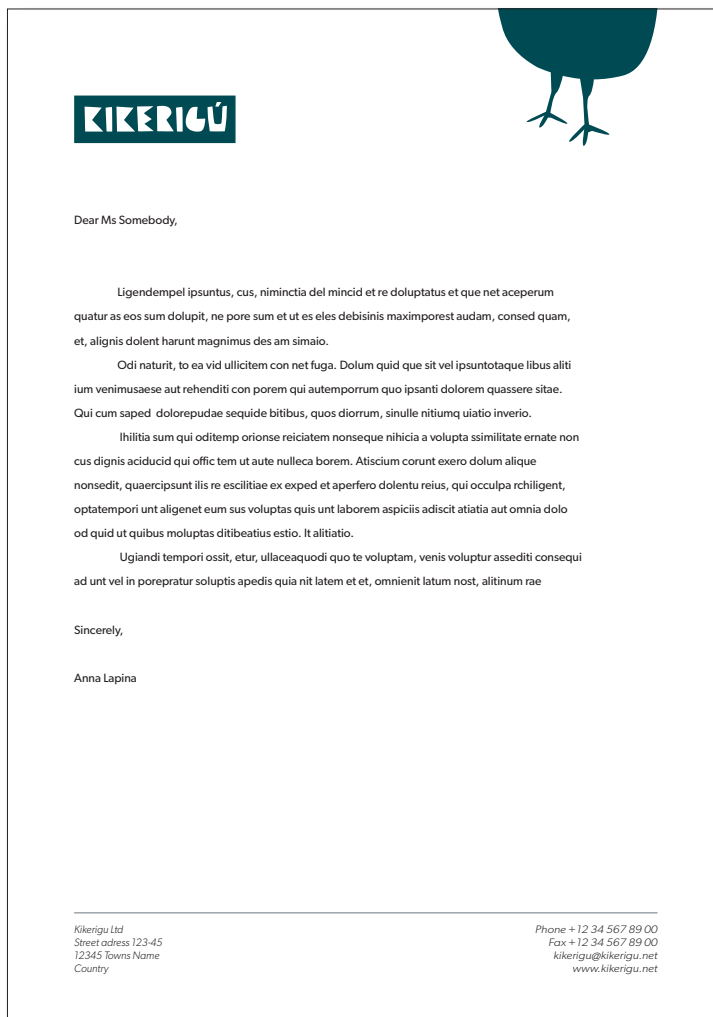 KIKERIGÚ
Dear Ms Somebody,
Ligendempel ipsuntus, cus, niminctia del mincid et re doluptatus et que net aceperum
quatur as eos sum dolupit, ne pore sum et ut es eles debisinis maximporest audam, consed quam,
et, alignis dolent harunt magnimus des am simaio.
Odi naturit, to ea vid ullicitem con net fuga. Dolum quid que sit vel ipsuntotaque libus aliti
ium venimusaese aut rehenditi con porem qui autemporrum quo ipsanti dolorem quassere sitae.
Qui cum saped dolorepudae sequide bitibus, quos diorrum, sinulle nitiumq uiatio inverio.
Ihilitia sum qui oditemp orionse reiciatem nonseque nihicia a volupta ssimilitate ernate non
cus dignis aciducid qui offic tem ut aute nulleca borem. Atiscium corunt exero dolum alique
nonsedit, quaercipsunt ilis re escilitiae ex exped et aperfero dolentu reius, qui occulpa rchiligent,
optatempori unt aligenet eum sus voluptas quis unt laborem aspiciis adiscit atiatia aut omnia dolo
od quid ut quibus moluptas ditibeatius estio. It alitiatio.
Ugiandi tempori ossit, etur, ullaceaquodi quo te voluptam, venis voluptur assediti consequi
ad unt vel in porepratur soluptis apedis quia nit latem et et, omnienit latum nost, alitinum rae
Sincerely,
Anna Lapina
Kikerigu Ltd
Street adress 123-45
12345 Towns Name
Country
Phone +12 34 567 89 00
Fax +12 34 567 89 00
kikerigu@kikerigu.net
www.kikerigu.net